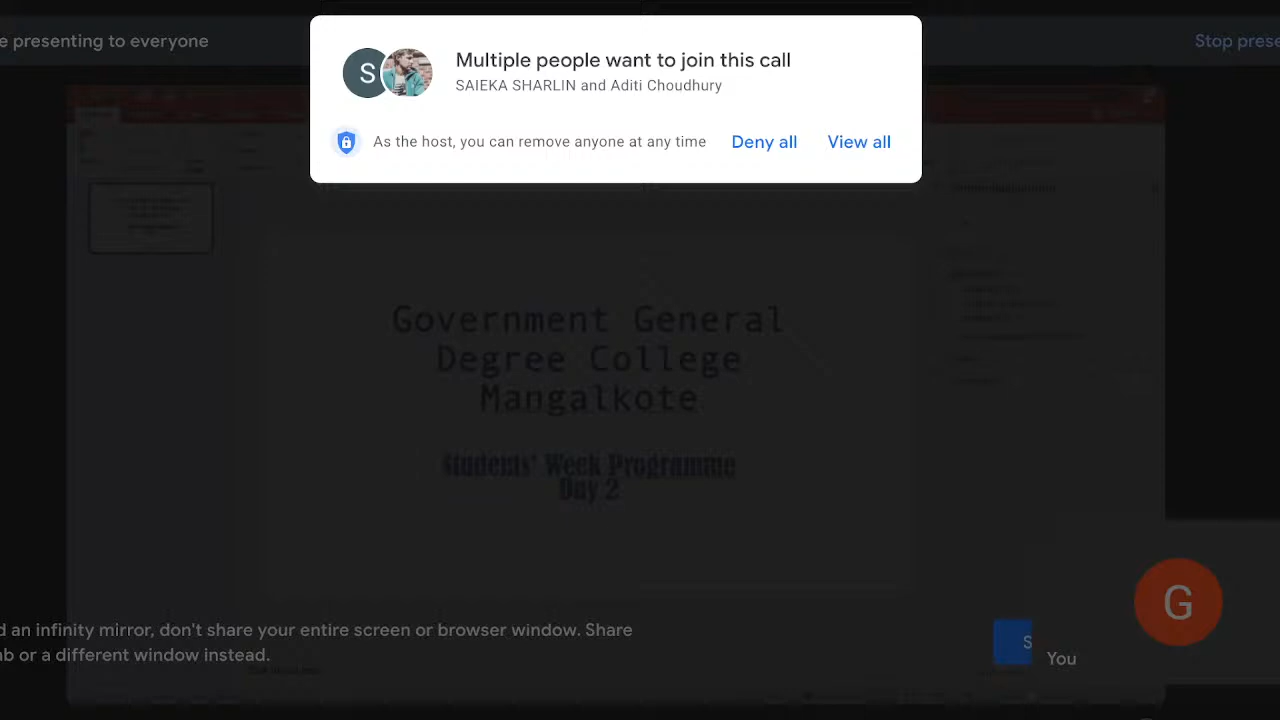 e presenting to everyone
Stop prese
Multiple people want to join this call
S
SAIEKA SHARLIN and Aditi Choudhury
As the host, you can remove anyone at any time
Deny all
View all
Government General
Degree College
Mangalkote
Students' Week Programme
Day 2
G
d an infinity mirror, don't share your entire screen or browser window. Share
ab or a different window instead.
S
You